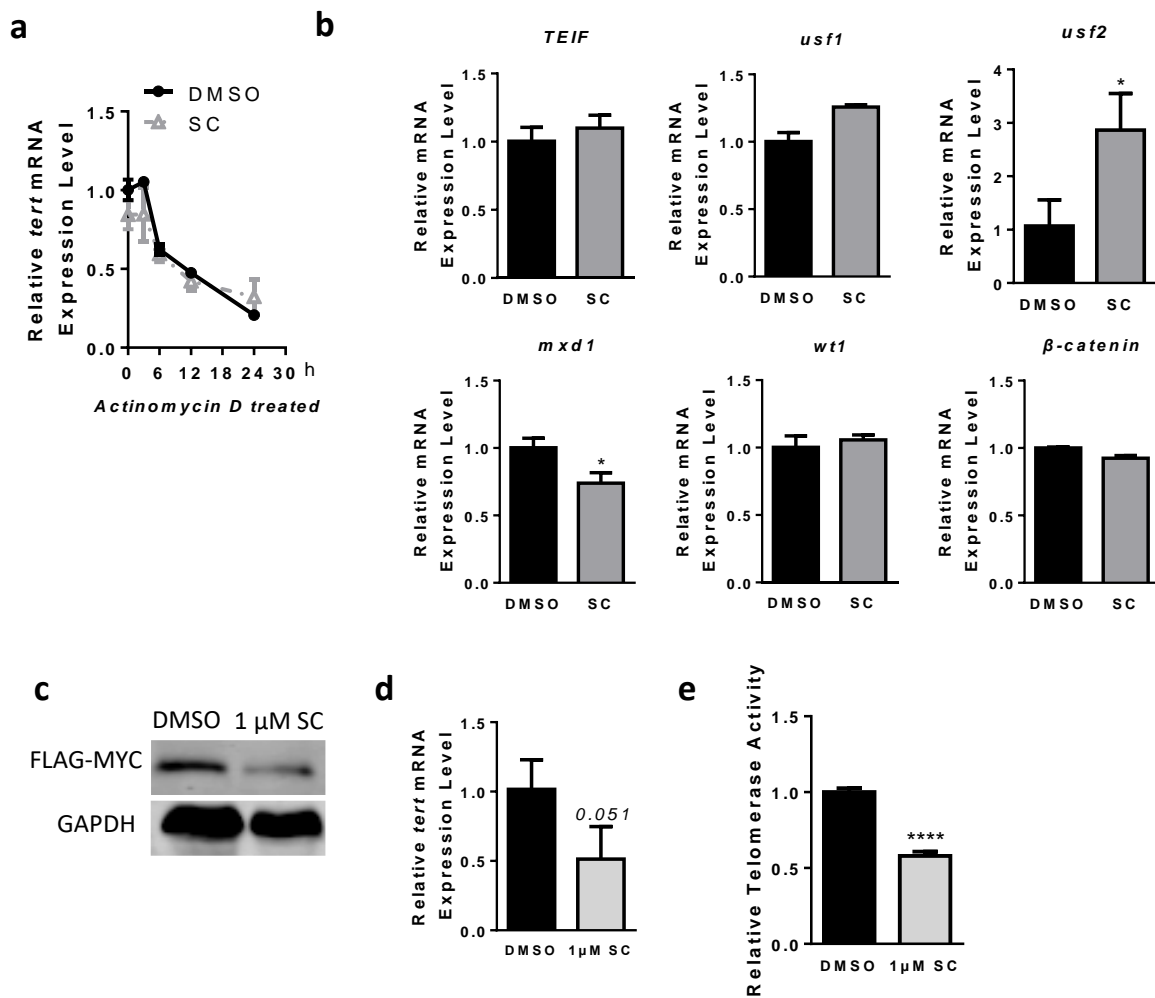 a
DMSO
SC
Relative tert mRNA
Expression Level
1.5
1.0
0.5
0.0
0 6 12 18 24 30 h
Actinomycin D treated
b
TEIF
Relative mRNA
Expression Level
1.5
1.0
0.5
0.0
DMSO SC
usf1
Relative mRNA
Expression Level
1.5
1.0
0.5
0.0
DMSO SC
usf2
Relative mRNA
Expression Level
4
3
2
1
0
*
DMSO SC
mxd1
Relative mRNA
Expression Level
1.5
1.0
0.5
0.0
*
DMSO SC
wt1
Relative mRNA
Expression Level
1.5
1.0
0.5
0.0
DMSO SC
β-catenin
Relative mRNA
Expression Level
1.5
1.0
0.5
0.0
DMSO SC
c
DMSO 1 μM SC
FLAG-MYC
GAPDH
d
Relative tert mRNA
Expression Level
1.5
1.0
0.5
0.0
0.051
DMSO 1μM SC
e
Relative Telomerase Activity
1.5
1.0
0.5
0.0
****
DMSO 1μM SC